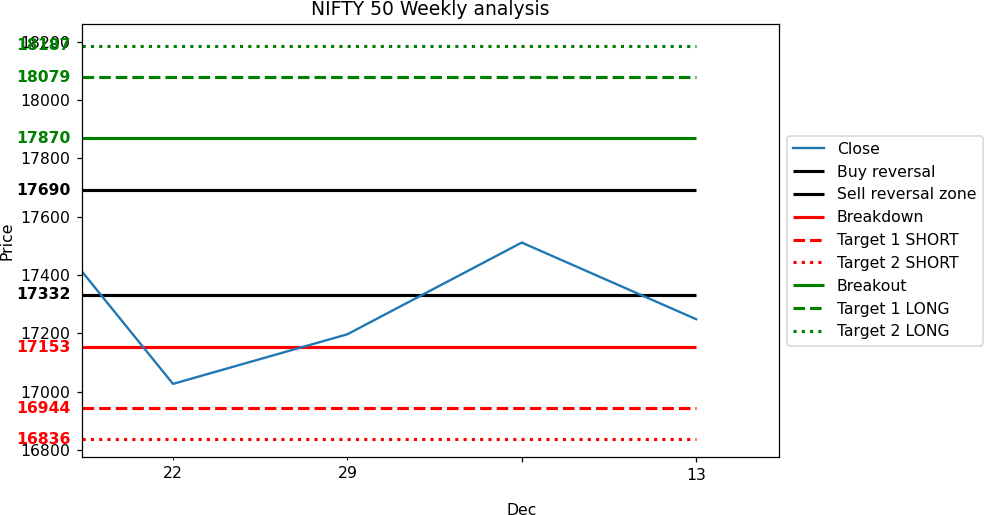 NIFTY 50 Weekly analysis
18187
18079
18000
17870
17800
17690
17600
17400
17332
17200
17153
17000
16944
16836
16800
Price
22
29
13
Dec
Close
Buy reversal
Sell reversal zone
Breakdown
Target 1 SHORT
Target 2 SHORT
Breakout
Target 1 LONG
Target 2 LONG